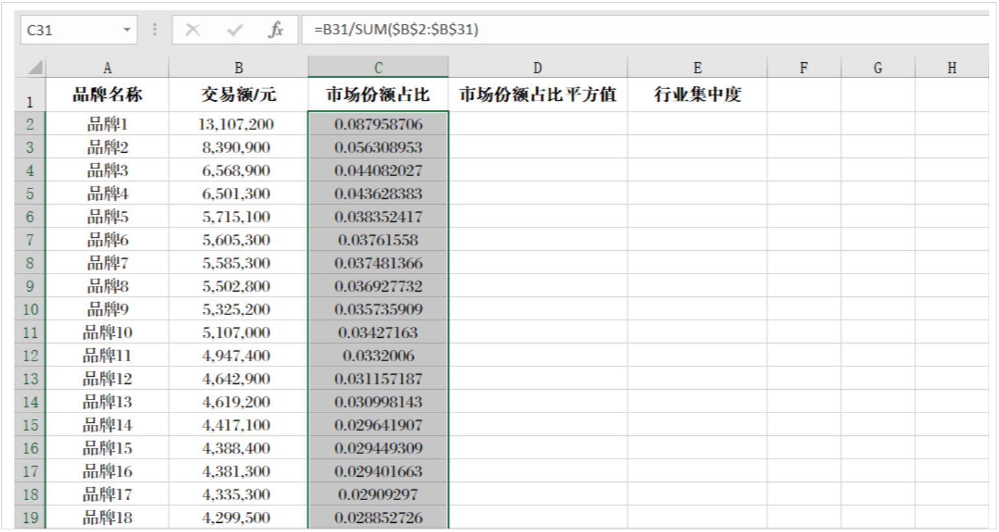 C31 fx =B31/SUM($B$2:$B$31)
A B C D E F G H
1 品牌名称 交易额/元 市场份额占比 市场份额占比平方值 行业集中度
2 品牌1 13,107,200 0.087958706
3 品牌2 8,390,900 0.056308953
4 品牌3 6,568,900 0.044082027
5 品牌4 6,501,300 0.043628383
6 品牌5 5,715,100 0.038352417
7 品牌6 5,605,300 0.03761558
8 品牌7 5,585,300 0.037481366
9 品牌8 5,502,800 0.036927732
10 品牌9 5,325,200 0.035735909
11 品牌10 5,107,000 0.03427163
12 品牌11 4,947,400 0.0332006
13 品牌12 4,642,900 0.031157187
14 品牌13 4,619,200 0.030998143
15 品牌14 4,417,100 0.029641907
16 品牌15 4,388,400 0.029449309
17 品牌16 4,381,300 0.029401663
18 品牌17 4,335,300 0.02909297
19 品牌18 4,299,500 0.028852726